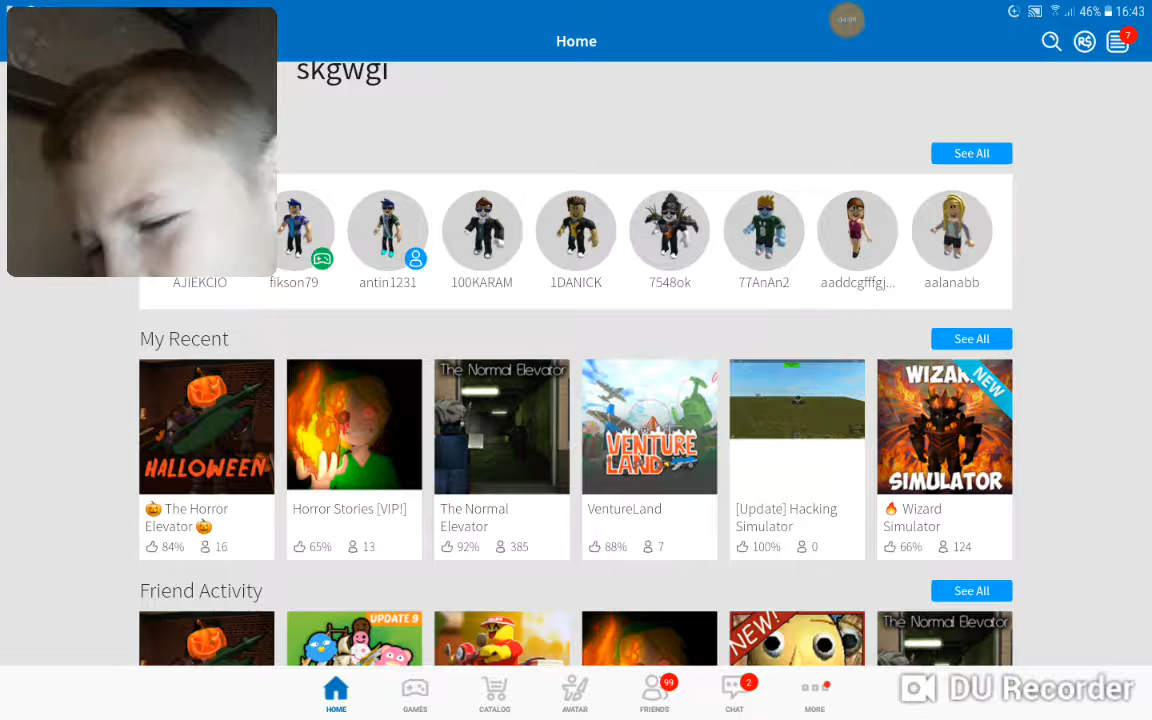 46% 16:43
04:08
Home
R$
7
skgwgi
See All
AJIEKCIO fikson79 antin1231 100KARAM 1DANICK 7548ok 77AnAn2 aaddcgfffgj... aalanabb
My Recent
See All
HALLOWEEN
The Normal Elevator
VENTURE LAND
WIZARD
NEW
SIMULATOR
🎃 The Horror Elevator 🎃
84% 16
Horror Stories [VIP!]
65% 13
The Normal Elevator
92% 385
VentureLand
88% 7
[Update] Hacking Simulator
100% 0
🔥 Wizard Simulator
66% 124
Friend Activity
See All
UPDATE 9
NEW!
The Normal Elevator
HOME
GAMES
CATALOG
AVATAR
99
FRIENDS
2
CHAT
MORE
DU Recorder